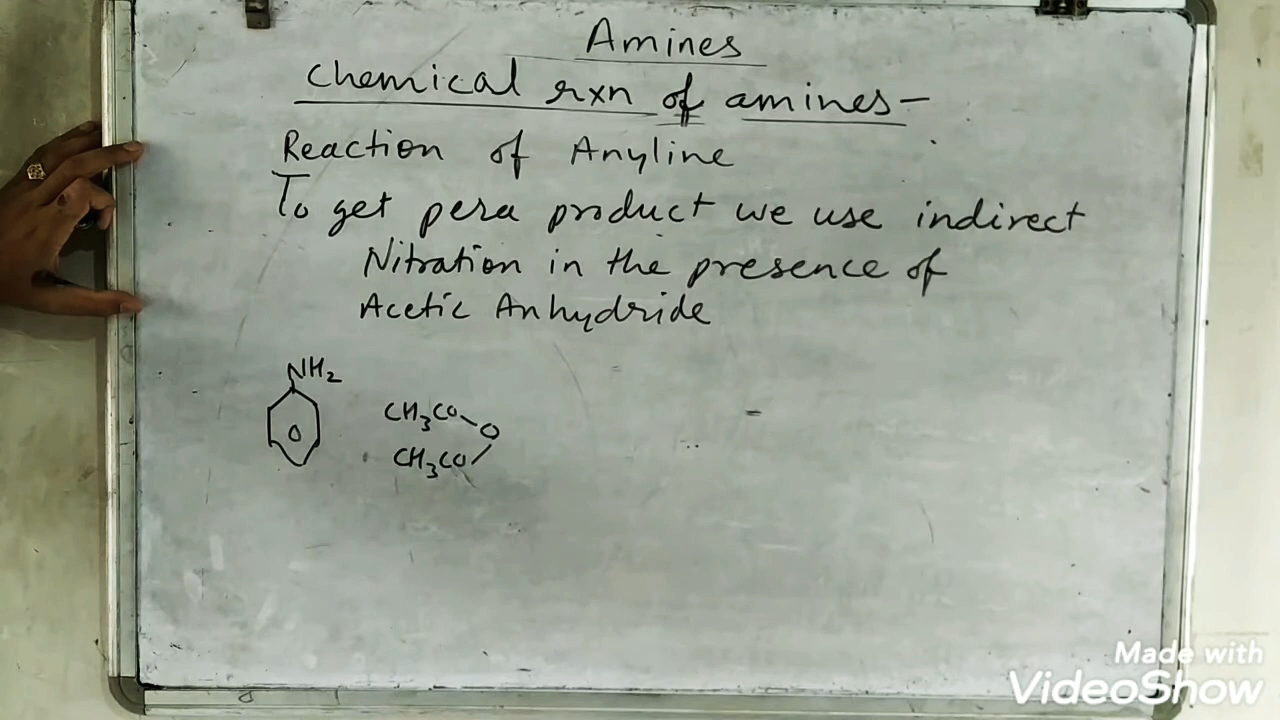 Amines
Chemical rxn of amines-
Reaction of Anyline
To get pera product we use indirect
Nitration in the presence of
Acetic Anhydride
NH2
CH3CO
O
CH3CO
Made with
VideoShow